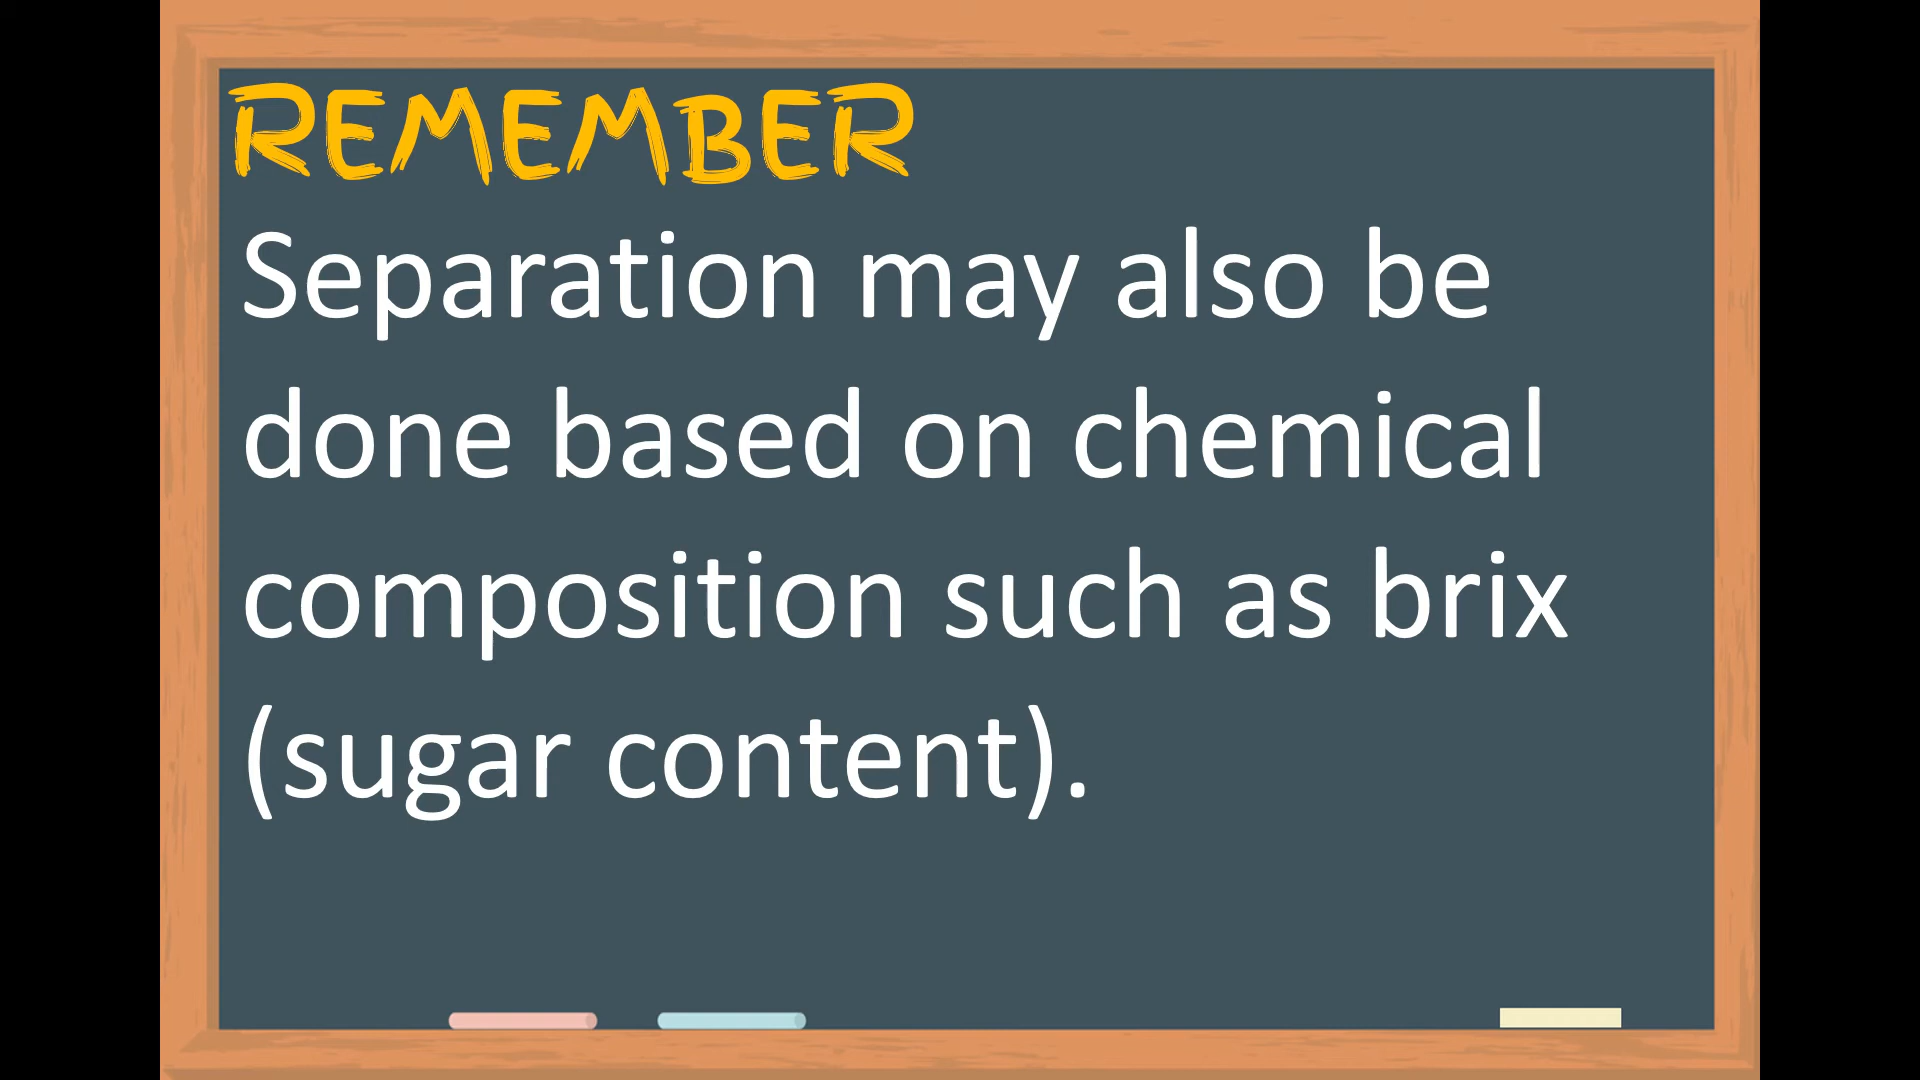 REMEMBER
Separation may also be
done based on chemical
composition such as brix
(sugar content).